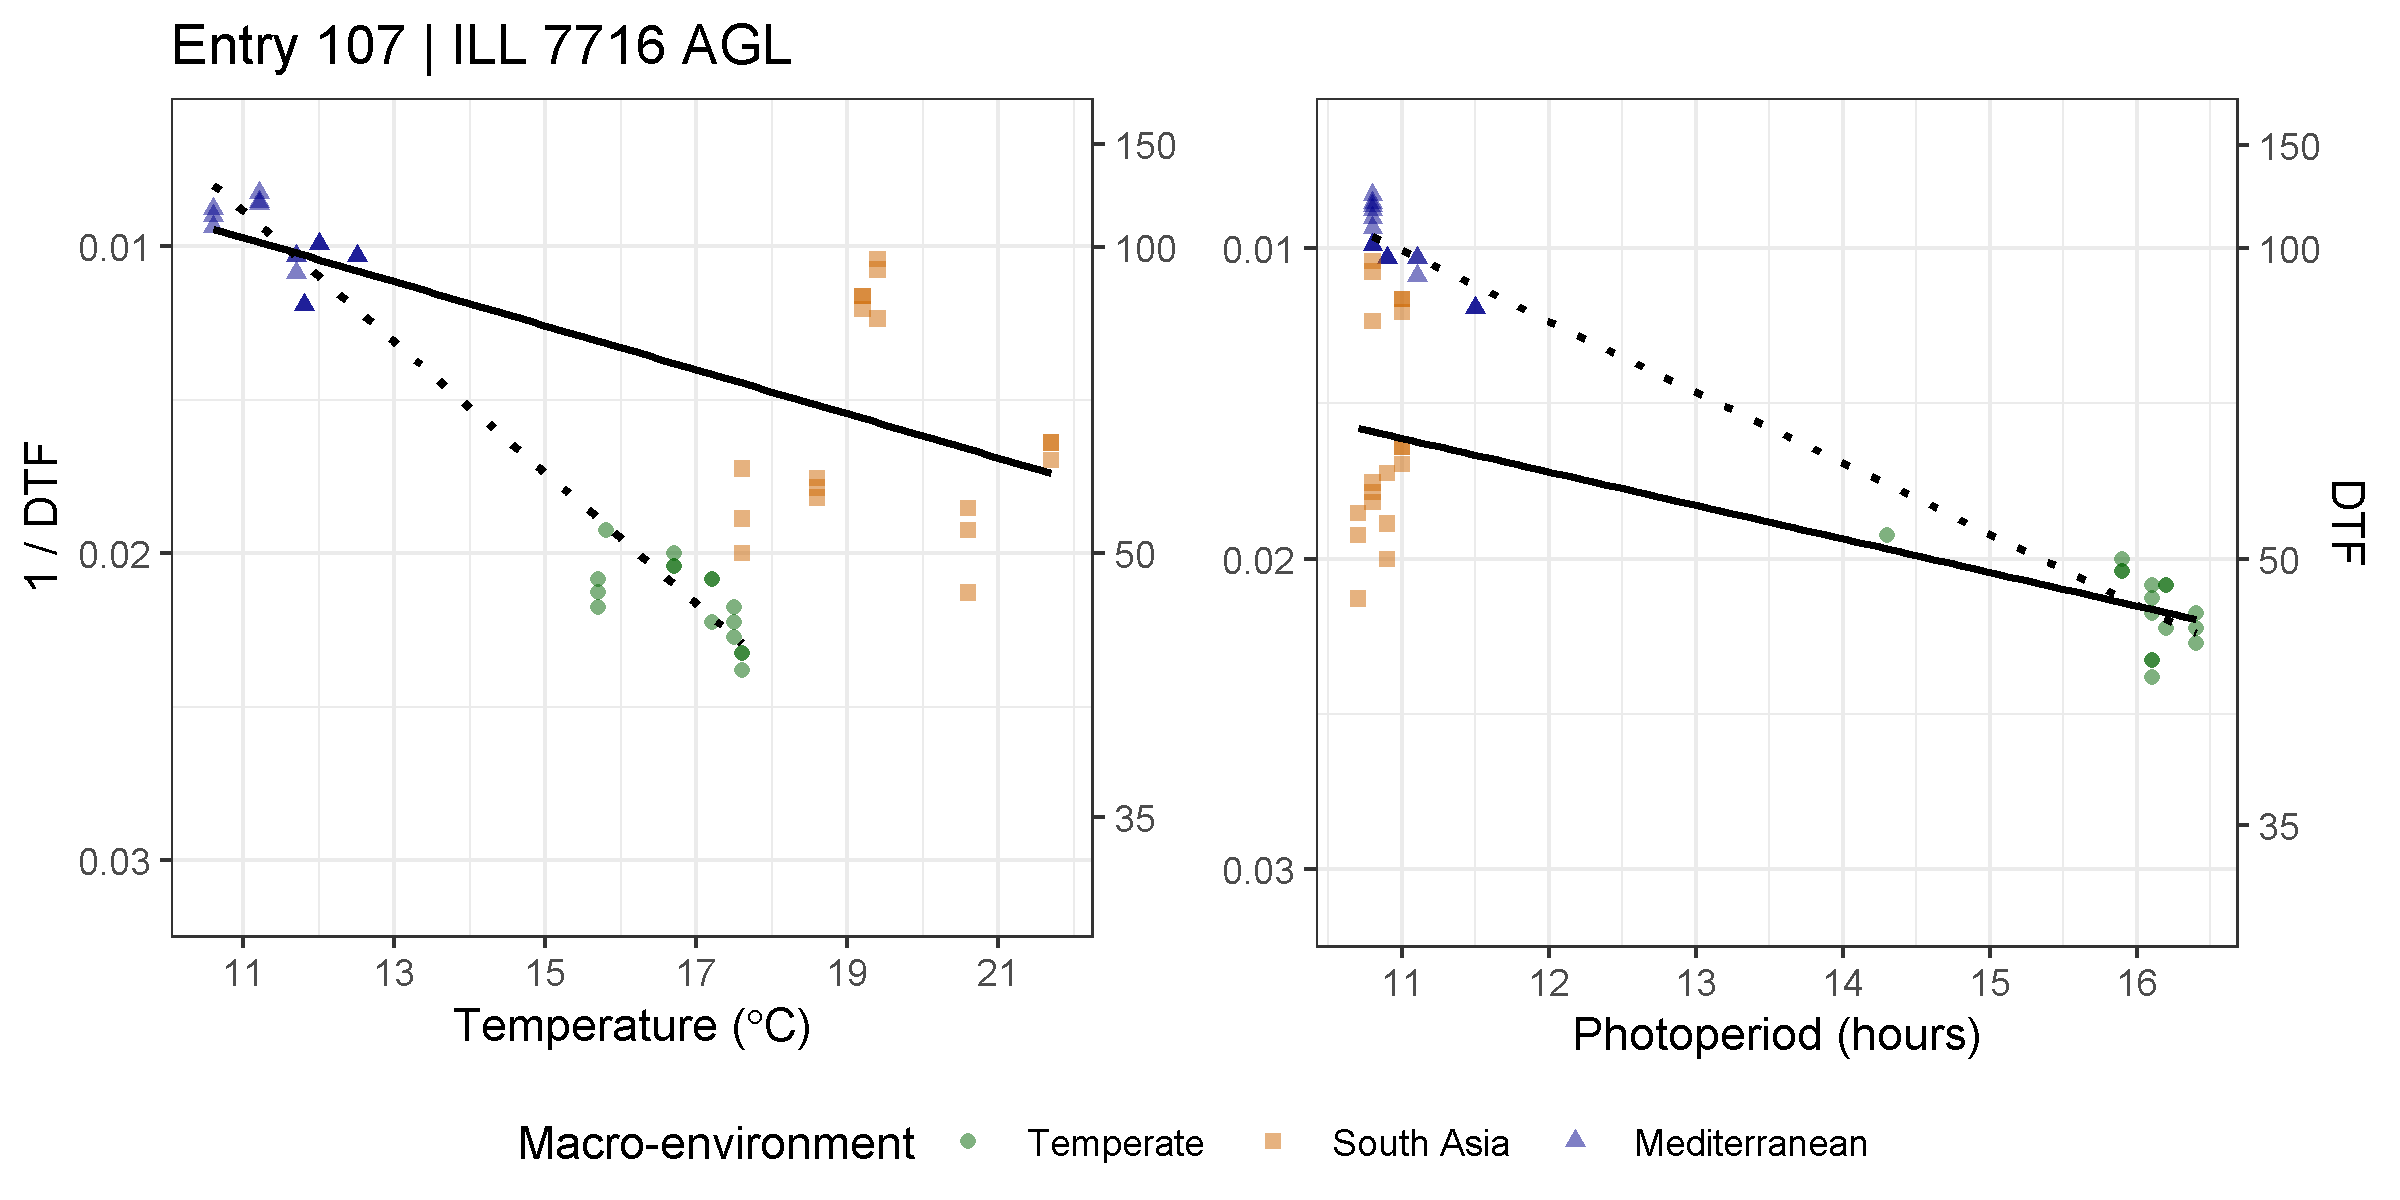 Entry 107 | ILL 7716 AGL
1 / DTF
0.01
0.02
0.03
150
100
50
35
11 13 15 17 19 21
Temperature (°C)
0.01
0.02
0.03
150
100
50
35
DTF
11 12 13 14 15 16
Photoperiod (hours)
Macro-environment Temperate South Asia Mediterranean